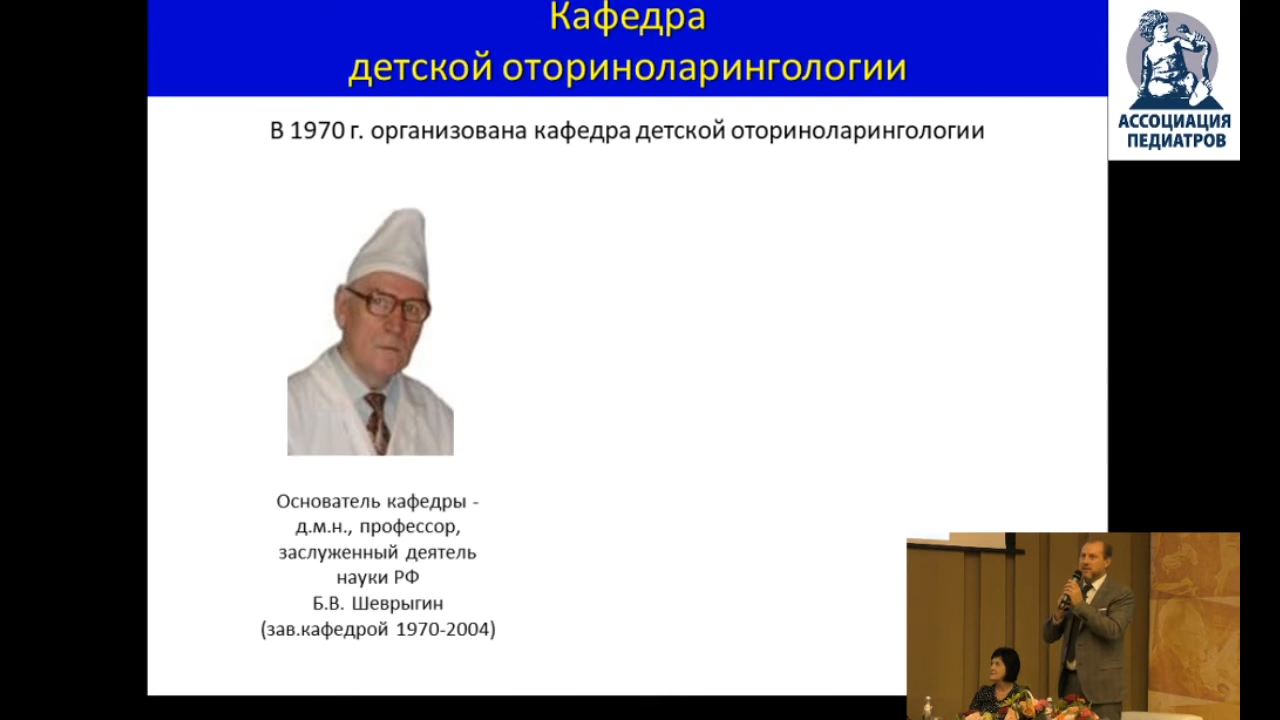 Кафедра
детской оториноларингологии
В 1970 г. организована кафедра детской оториноларингологии
АССОЦИАЦИЯ
ПЕДИАТРОВ
Основатель кафедры -
д.м.н., профессор,
заслуженный деятель
науки РФ
Б.В. Шеврыгин
(зав.кафедрой 1970-2004)